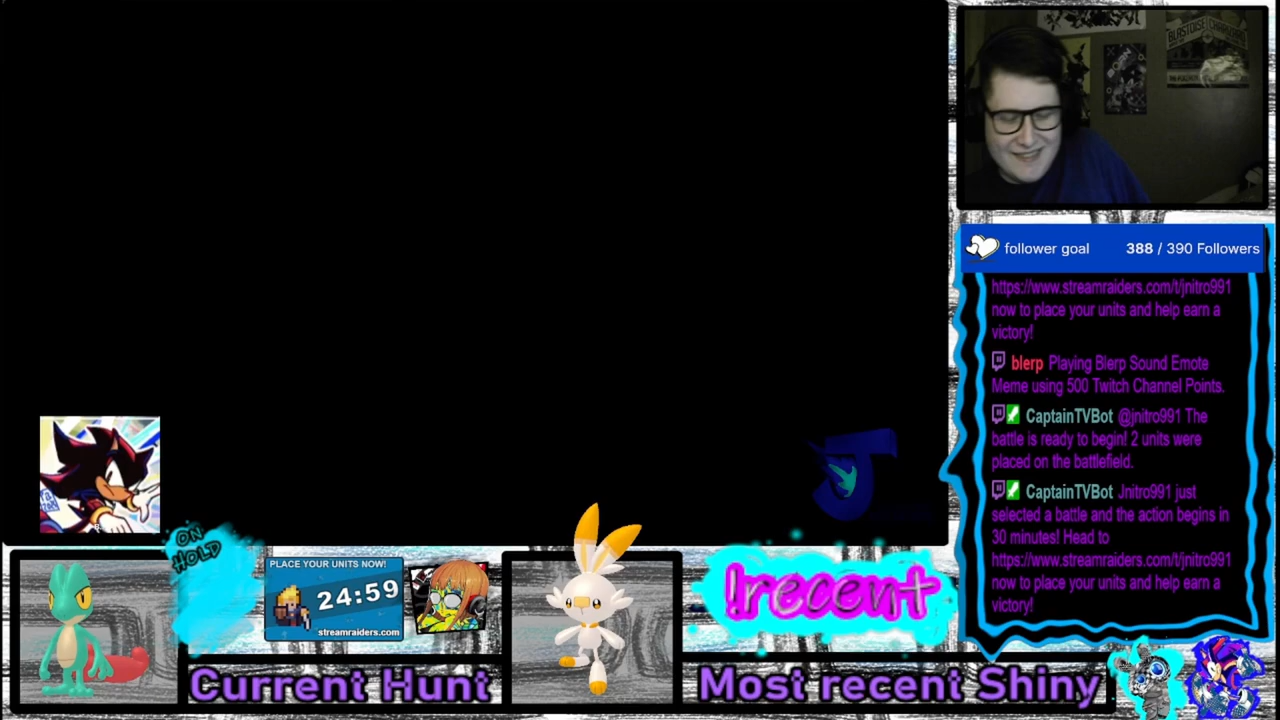 BLASTOISE
follower goal 388 / 390 Followers
https://www.streamraiders.com/t/jnitro991
now to place your units and help earn a
victory!
blerp Playing Blerp Sound Emote
Meme using 500 Twitch Channel Points.
CaptainTVBot @jnitro991 The
battle is ready to begin! 2 units were
placed on the battlefield.
CaptainTVBot Jnitro991 just
selected a battle and the action begins in
30 minutes! Head to
https://www.streamraiders.com/t/jnitro991
now to place your units and help earn a
victory!
J
ON
HOLD
PLACE YOUR UNITS NOW!
24:59
streamraiders.com
!recent
Current Hunt
Most recent Shiny